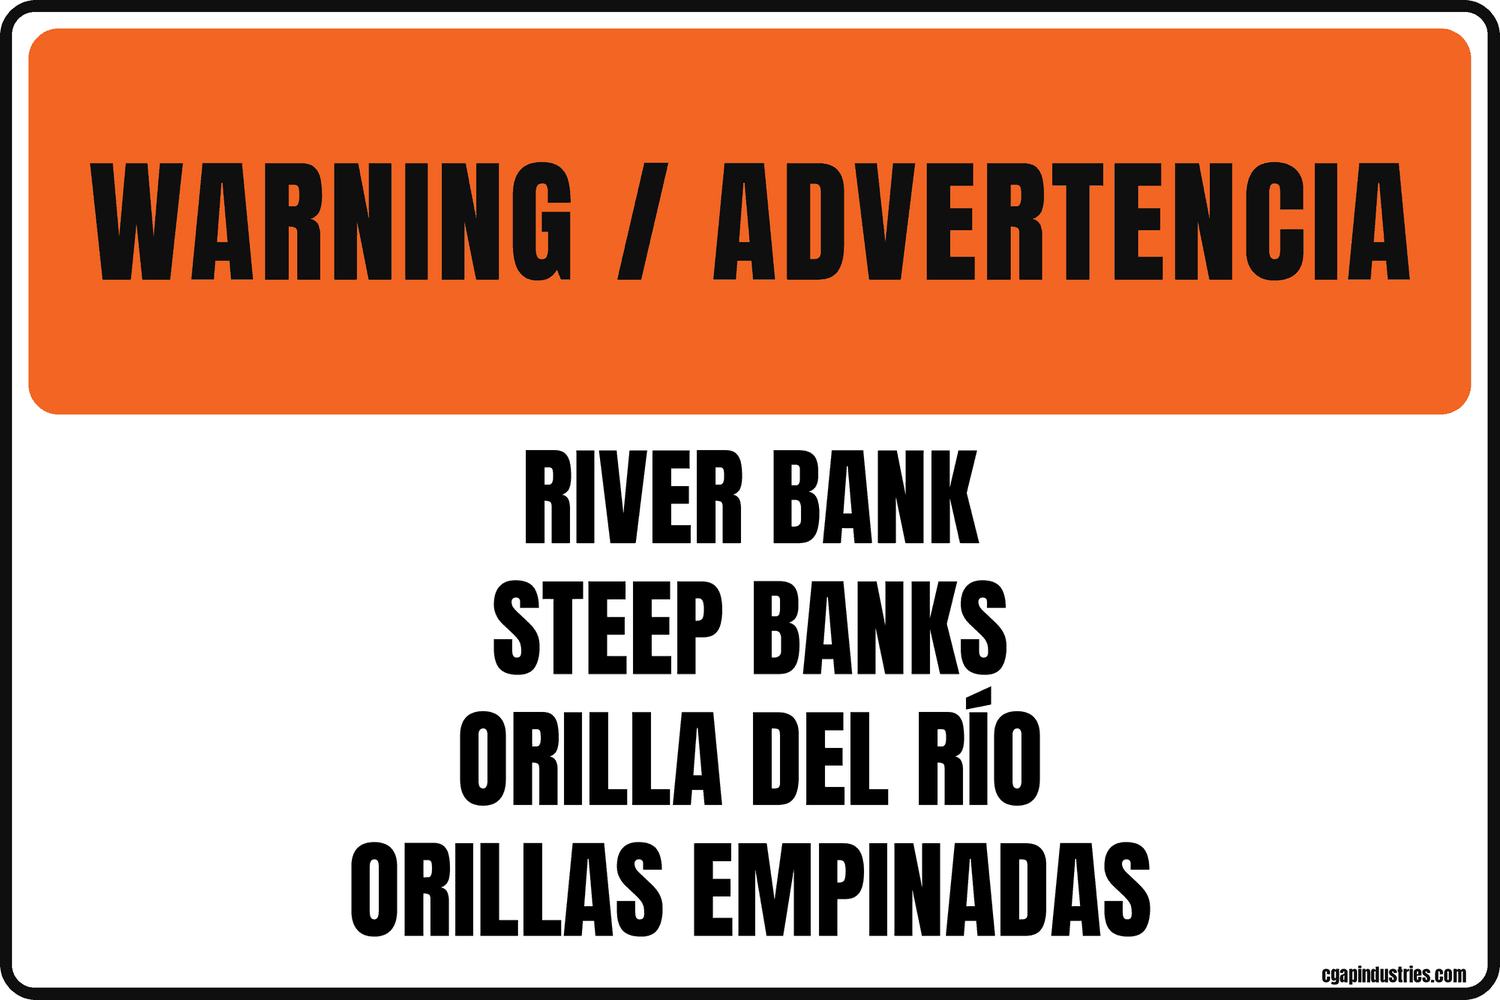 WARNING / ADVERTENCIA
RIVER BANK
STEEP BANKS
ORILLA DEL RÍO
ORILLAS EMPINADAS
cgapindustries.com